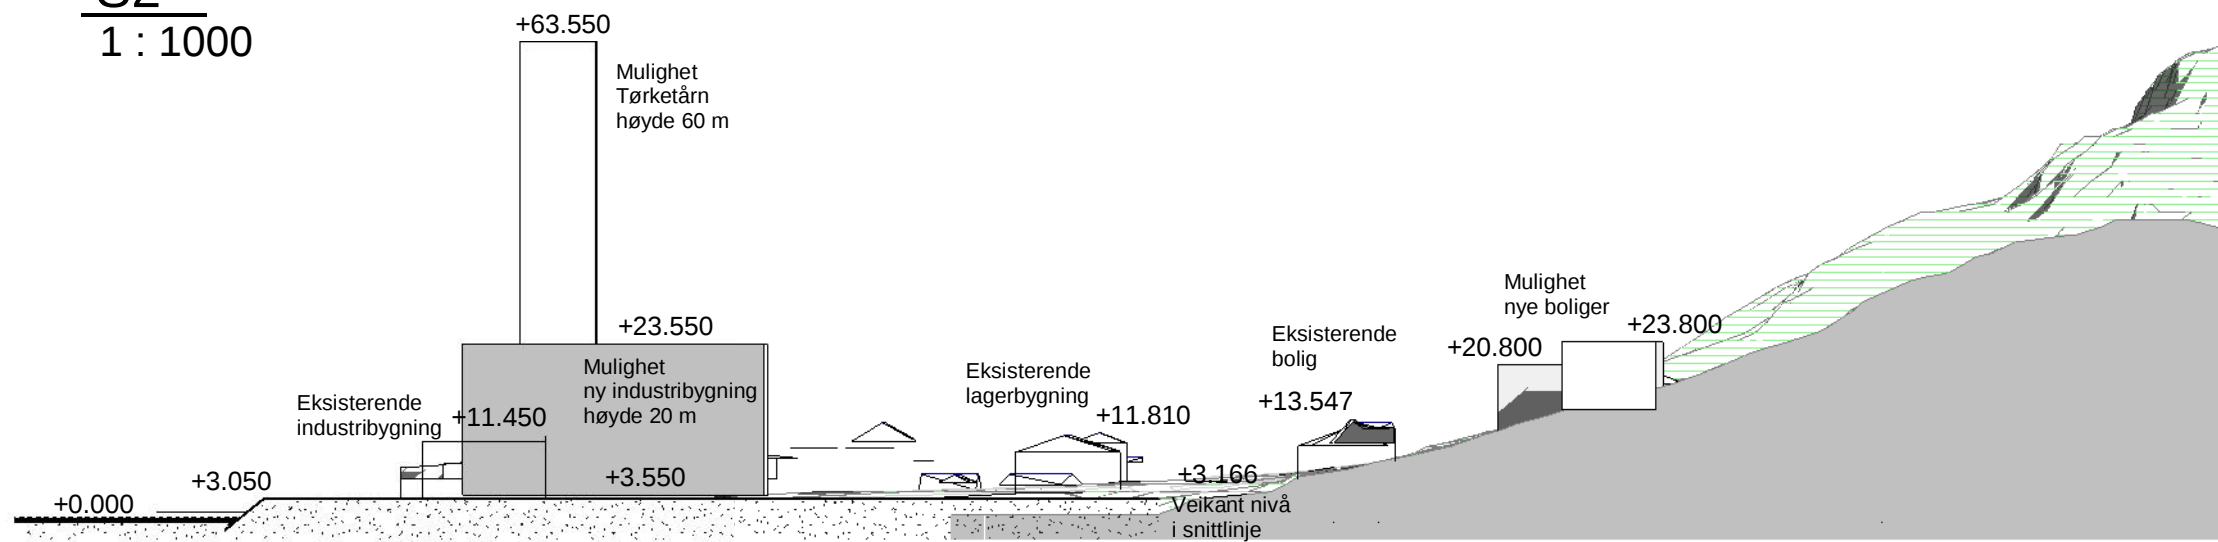 1 : 1000
+63.550
Mulighet
Tørketårn
høyde 60 m
+23.550
Mulighet
ny industribygning
høyde 20 m
Eksisterende
industribygning
+11.450
+3.550
+3.050
+0.000
Eksisterende
lagerbygning
+11.810
Eksisterende
bolig
+13.547
Mulighet
nye boliger
+23.800
+20.800
+3.166
Veikant nivå
i snittlinje